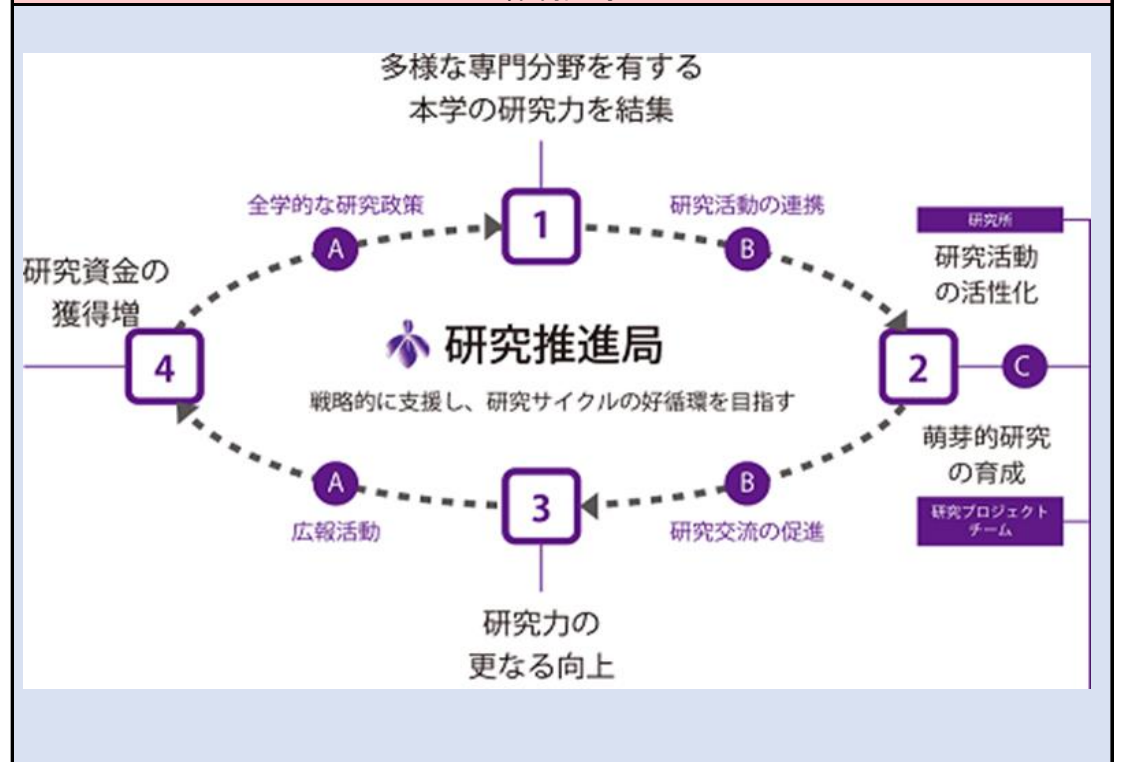 多様な専門分野を有する
本学の研究力を結集
全学的な研究政策
1
研究活動の連携
A
B
研究所
研究活動
の活性化
研究資金の
獲得増
4
研究推進局
戦略的に支援し、研究サイクルの好循環を目指す
2
C
萌芽的研究
の育成
研究プロジェクト
チーム
A
広報活動
3
B
研究交流の促進
研究力の
更なる向上